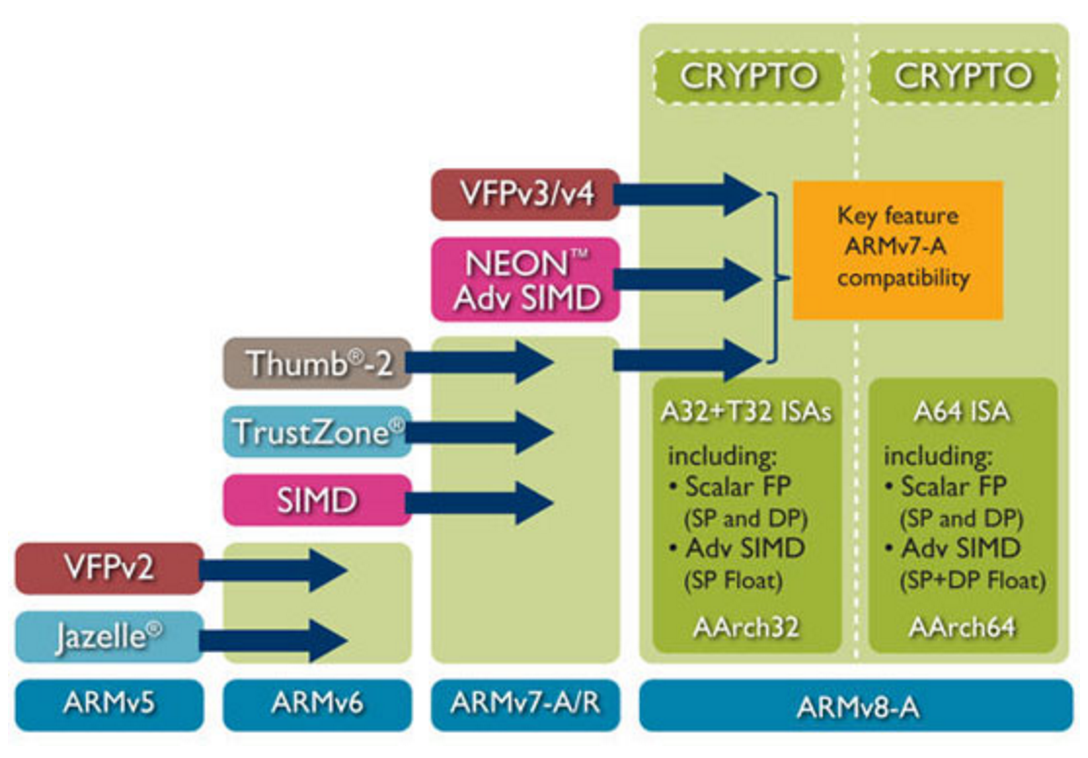 CRYPTO
CRYPTO
VFPv3/v4
NEON™
Adv SIMD
Key feature
ARMv7-A
compatibility
Thumb®-2
TrustZone®
SIMD
VFPv2
Jazelle®
A32+T32 ISAs
including:
• Scalar FP
(SP and DP)
• Adv SIMD
(SP Float)
AArch32
A64 ISA
including:
• Scalar FP
(SP and DP)
• Adv SIMD
(SP+DP Float)
AArch64
ARMv5
ARMv6
ARMv7-A/R
ARMv8-A